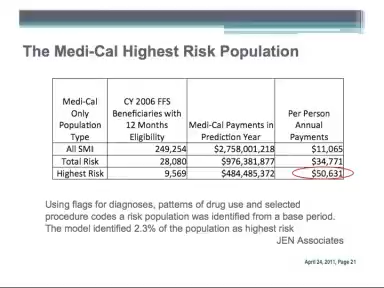 The Medi-Cal Highest Risk Population
Medi-Cal Only Population Type CY 2006 FFS Beneficiaries with 12 Months Eligibility Medi-Cal Payments in Prediction Year Per Person Annual Payments
All SMI 249,254 $2,758,001,218 $11,065
Total Risk 28,080 $976,381,877 $34,771
Highest Risk 9,569 $484,485,372 $50,631
Using flags for diagnoses, patterns of drug use and selected
procedure codes a risk population was identified from a base period.
The model identified 2.3% of the population as highest risk
JEN Associates
April 24, 2011, Page 21